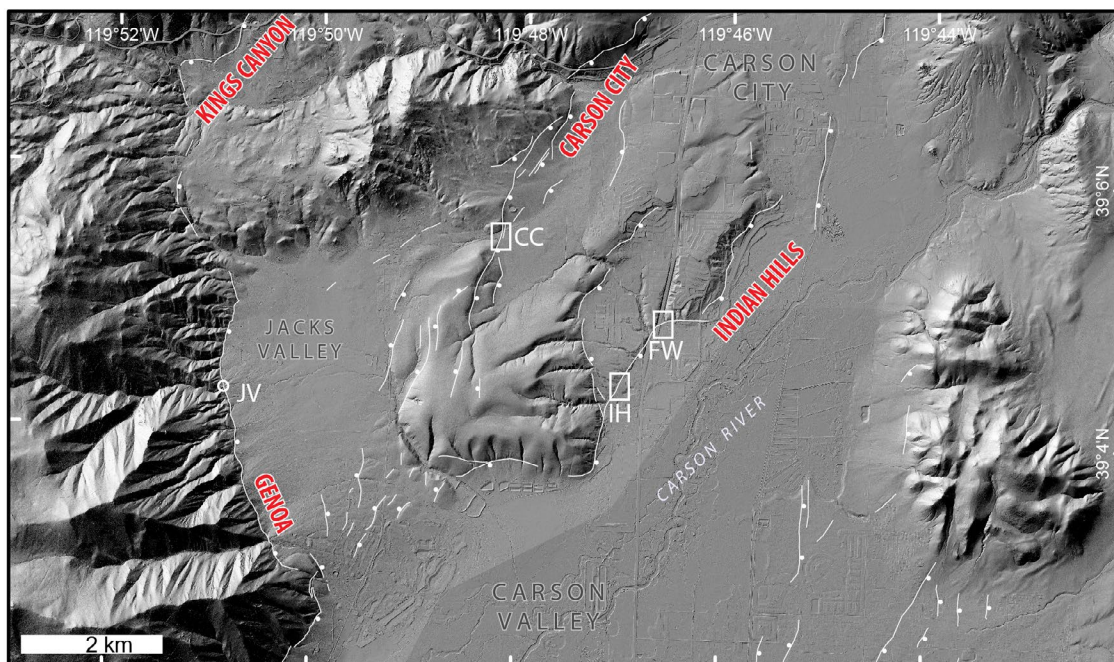 119°52'W
119°50'W
119°48'W
119°46'W
119°44'W
KINGS CANYON
CARSON CITY
CARSON
CITY
39°6'N
CC
INDIAN HILLS
JACKS
VALLEY
FW
JV
IH
CARSON RIVER
39°4'N
GENOA
CARSON
VALLEY
2 km